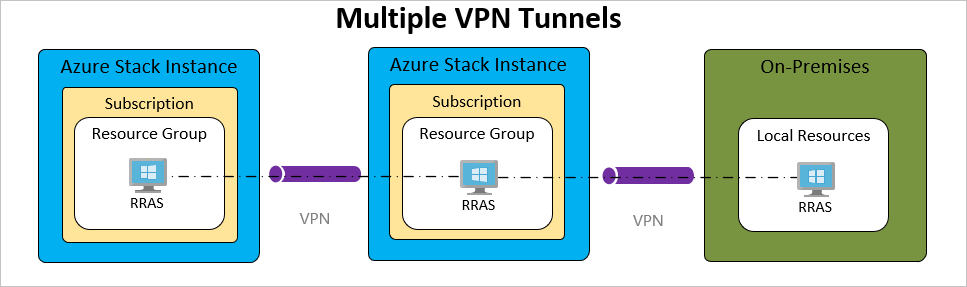 Multiple VPN Tunnels
Azure Stack Instance
Subscription
Resource Group
RRAS
VPN
Azure Stack Instance
Subscription
Resource Group
RRAS
VPN
On-Premises
Local Resources
RRAS